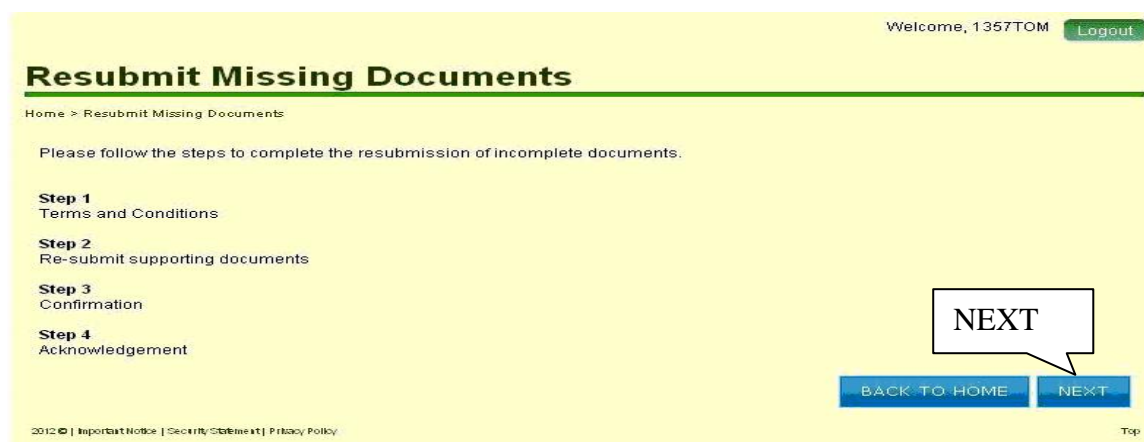 Welcome, 1357TOM Logout
Resubmit Missing Documents
Home > Resubmit Missing Documents
Please follow the steps to complete the resubmission of incomplete documents.
Step 1
Terms and Conditions
Step 2
Re-submit supporting documents
Step 3
Confirmation
Step 4
Acknowledgement
NEXT
BACK TO HOME NEXT
2012 © | Important Notice | Security Statement | Privacy Policy Top